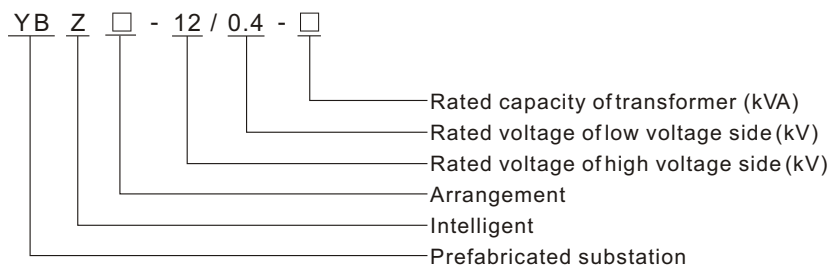 YB Z □ - 12 / 0.4 - □
Rated capacity of transformer (kVA)
Rated voltage of low voltage side (kV)
Rated voltage of high voltage side (kV)
Arrangement
Intelligent
Prefabricated substation